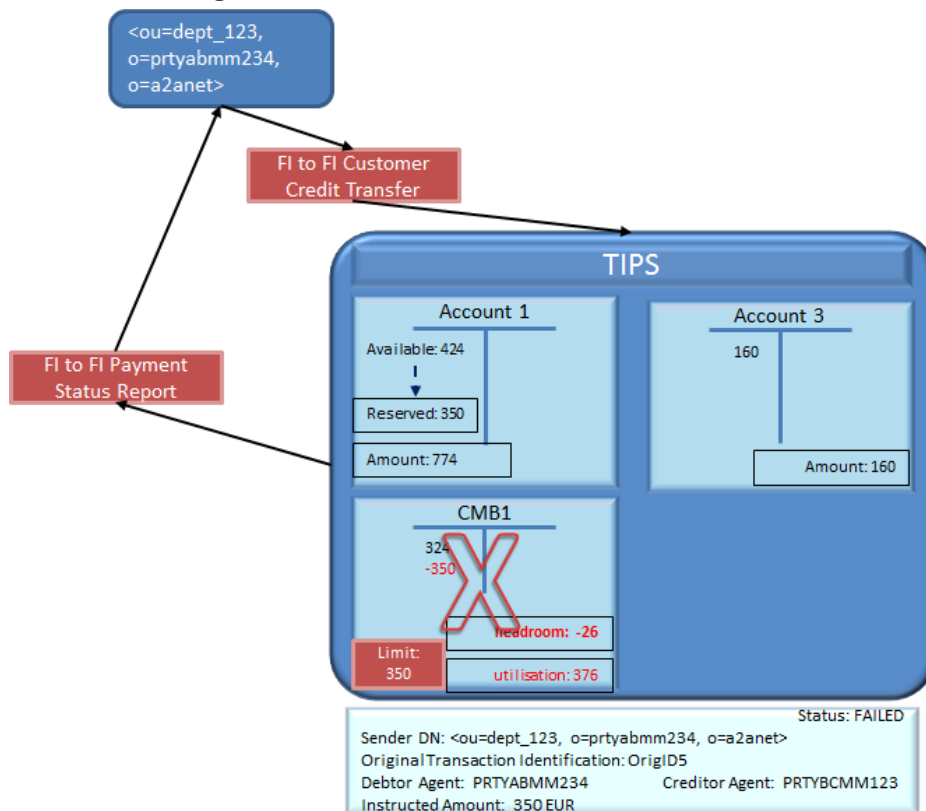 <ou=dept_123,
o=prtyabmm234,
o=a2anet>
FI to FI Customer
Credit Transfer
TIPS
Account 1
Available: 424
Reserved: 350
Amount: 774
Account 3
160
Amount: 160
FI to FI Payment
Status Report
CMB1
324
-350
headroom: -26
Limit:
350
utilisation: 376
Status: FAILED
Sender DN: <ou=dept_123, o=prtyabmm234, o=a2anet>
Original Transaction Identification: OrigID5
Debtor Agent: PRTYABMM234 Creditor Agent: PRTYBCMM123
Instructed Amount: 350 EUR